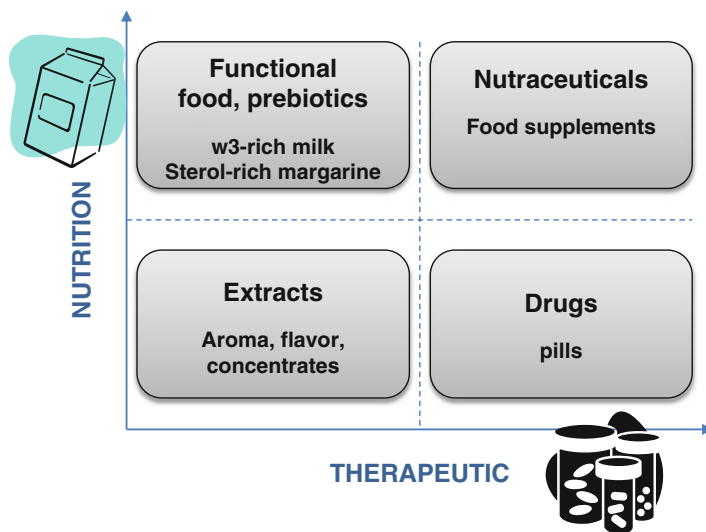 Functional
food, prebiotics
w3-rich milk
Sterol-rich margarine
Nutraceuticals
Food supplements
Extracts
Aroma, flavor,
concentrates
Drugs
pills
NUTRITION
THERAPEUTIC